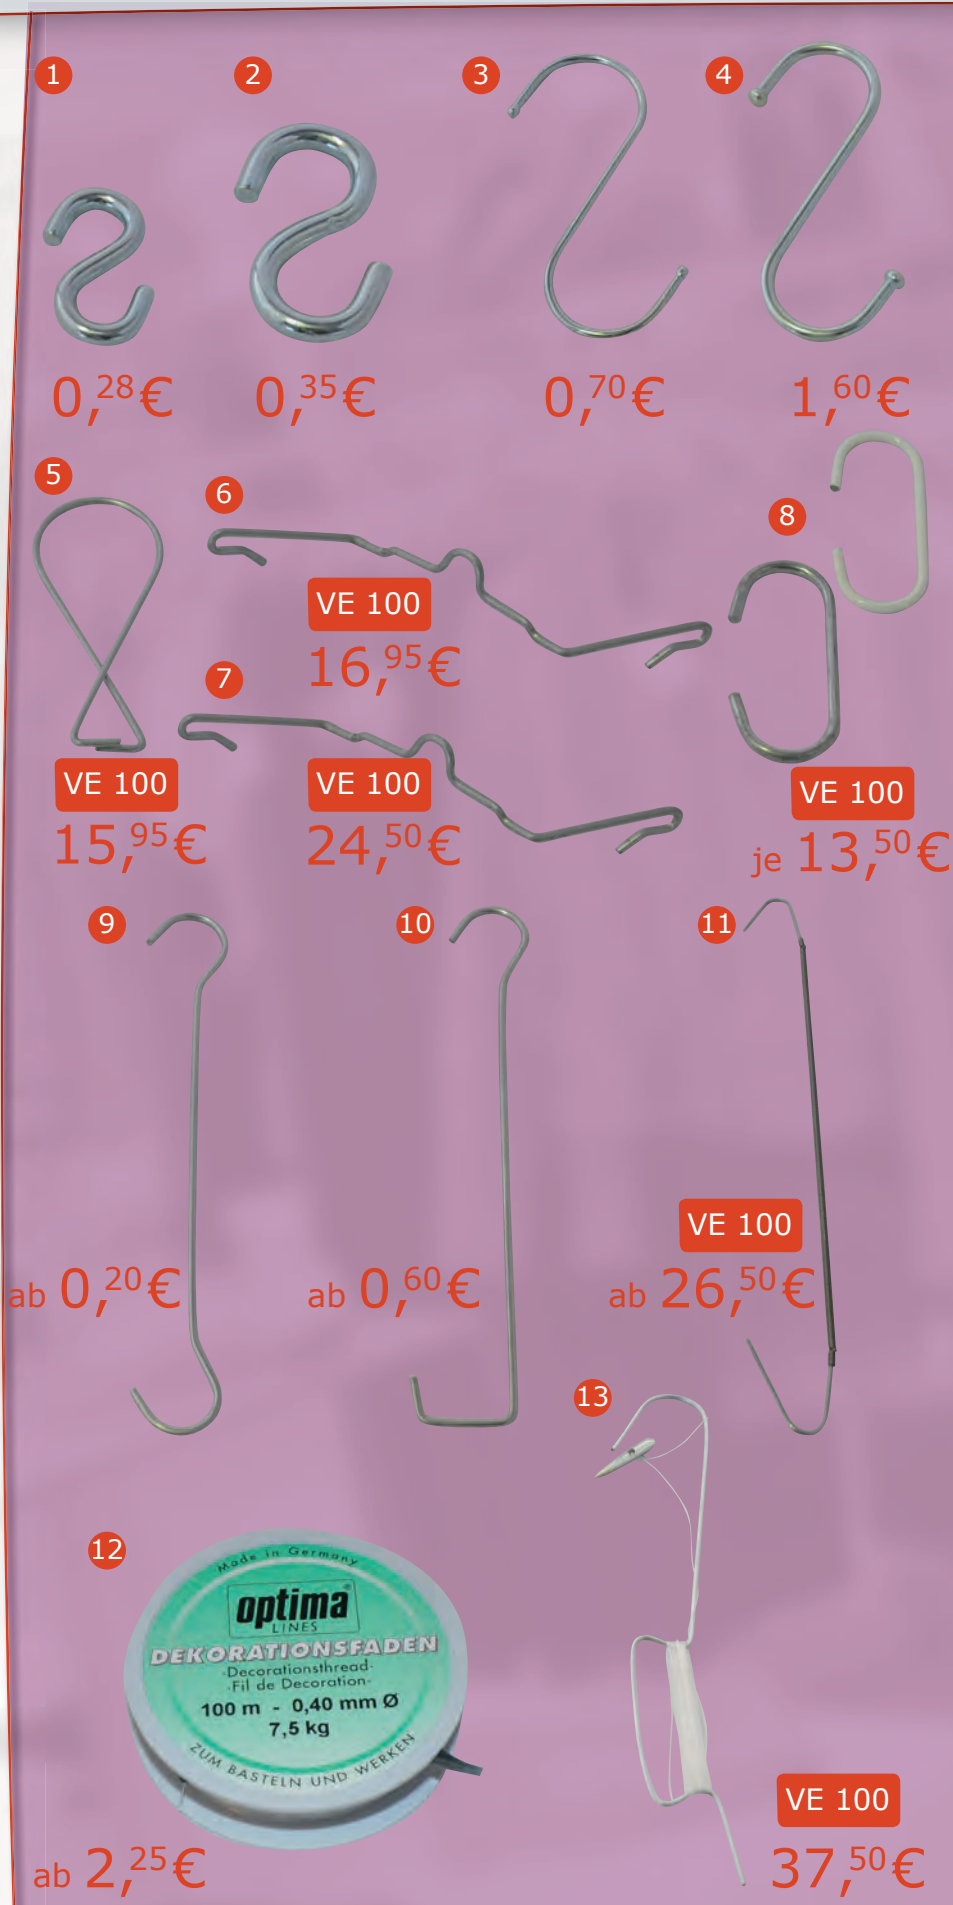 1
2
3
4
0,28€
0,35€
0,70€
1,60€
5
6
8
VE 100
16,95€
7
VE 100
15,95€
VE 100
24,50€
VE 100
je 13,50€
9
10
11
VE 100
ab 0,20€
ab 0,60€
ab 26,50€
13
12
Made in Germany
optima®
LINES
DEKORATIONSFADEN
-Decorationsthread-
-Fil de Decoration-
100 m - 0,40 mm Ø
7,5 kg
ZUM BASTELN UND WERKEN
VE 100
ab 2,25€
37,50€